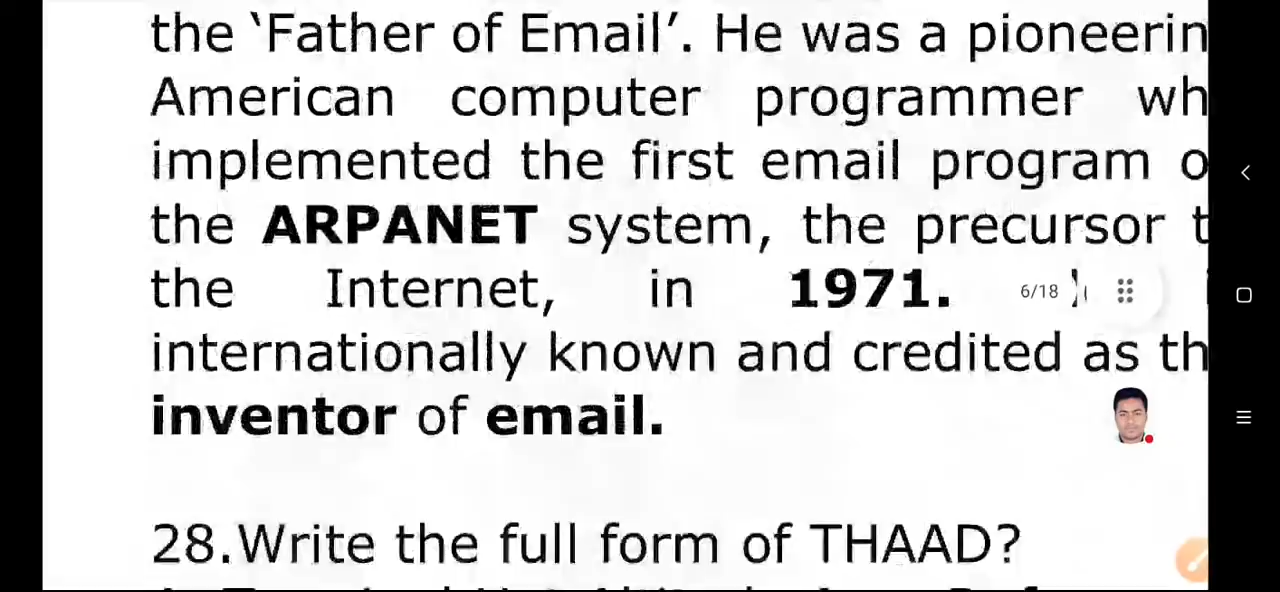 the ‘Father of Email’. He was a pioneerin
American computer programmer wh
implemented the first email program o
the ARPANET system, the precursor t
the Internet, in 1971.
6/18
internationally known and credited as th
inventor of email.
28.Write the full form of THAAD?